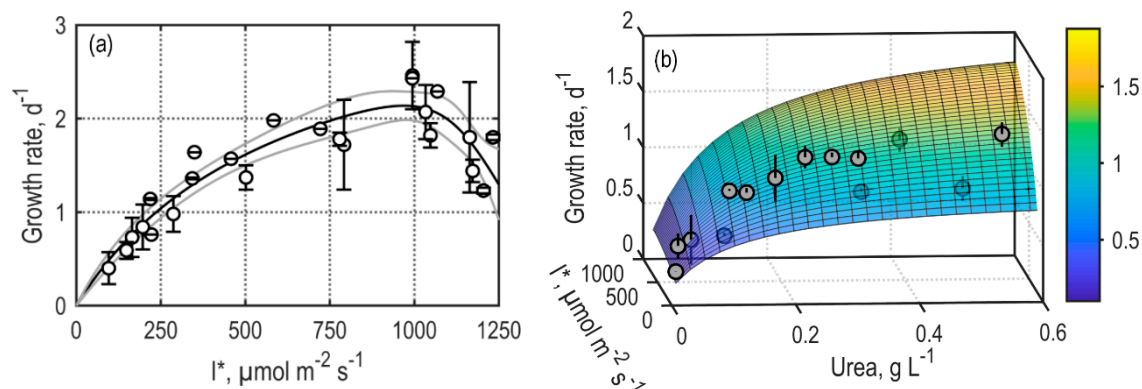 (a)
3
2
1
0
Growth rate, d⁻¹
0 250 500 750 1000 1250
I*, μmol m⁻² s⁻¹
(b)
2
1.5
1
0.5
0
Growth rate, d⁻¹
1000
500
0
I*, μmol m⁻² s⁻¹
0 0.2 0.4 0.6
Urea, g L⁻¹
1.5
1
0.5